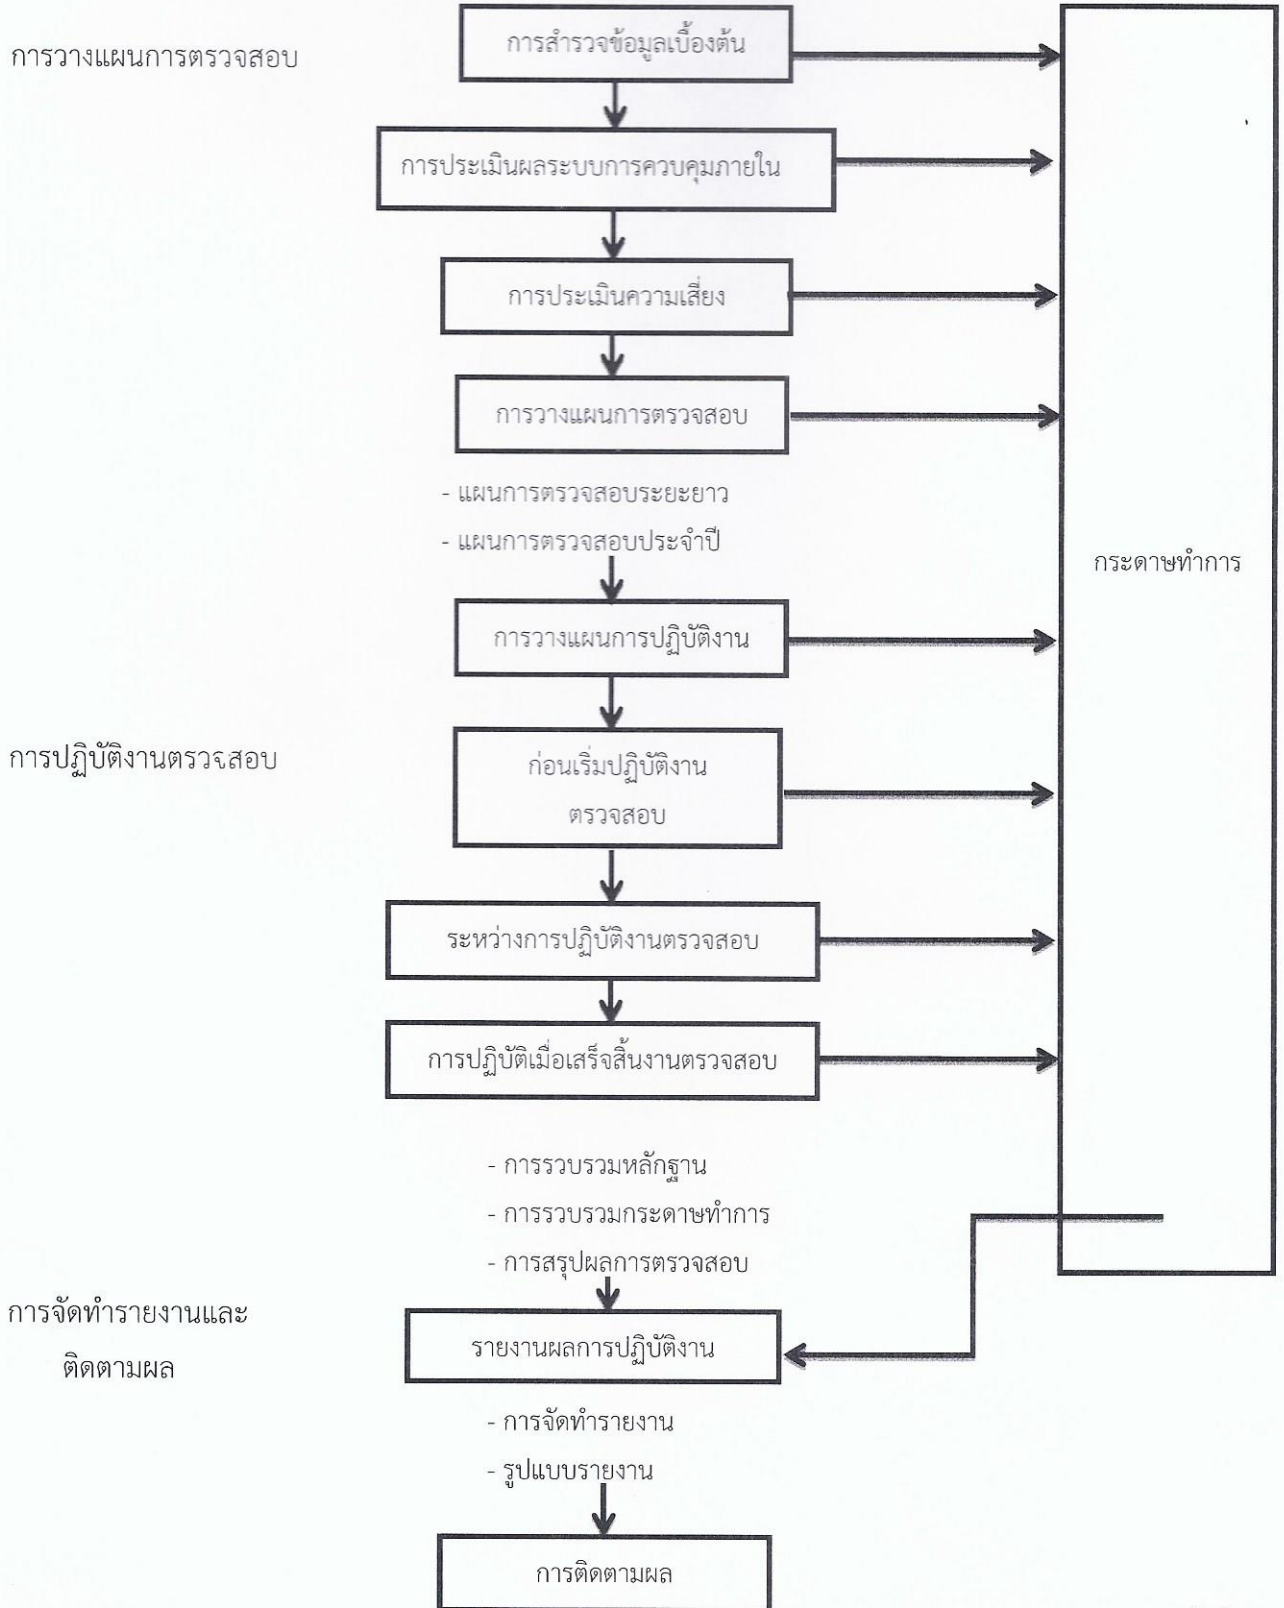 การสำรวจข้อมูลเบื้องต้น
การวางแผนการตรวจสอบ
การประเมินผลระบบการควบคุมภายใน
การประเมินความเสี่ยง
การวางแผนการตรวจสอบ
- แผนการตรวจสอบระยะยาว
- แผนการตรวจสอบประจำปี
กระดาษทำการ
การวางแผนการปฏิบัติงาน
การปฏิบัติงานตรวจสอบ
ก่อนเริ่มปฏิบัติงาน
ตรวจสอบ
ระหว่างการปฏิบัติงานตรวจสอบ
การปฏิบัติเมื่อเสร็จสิ้นงานตรวจสอบ
- การรวบรวมหลักฐาน
- การรวบรวมกระดาษทำการ
- การสรุปผลการตรวจสอบ
การจัดทำรายงานและ
ติดตามผล
รายงานผลการปฏิบัติงาน
- การจัดทำรายงาน
- รูปแบบรายงาน
การติดตามผล